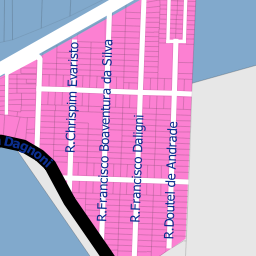 R.Chrispim Evaristo
R.Francisco Boaventura da Silva
R.Francisco Daligni
R.Doutel de Andrade
Dagnoni